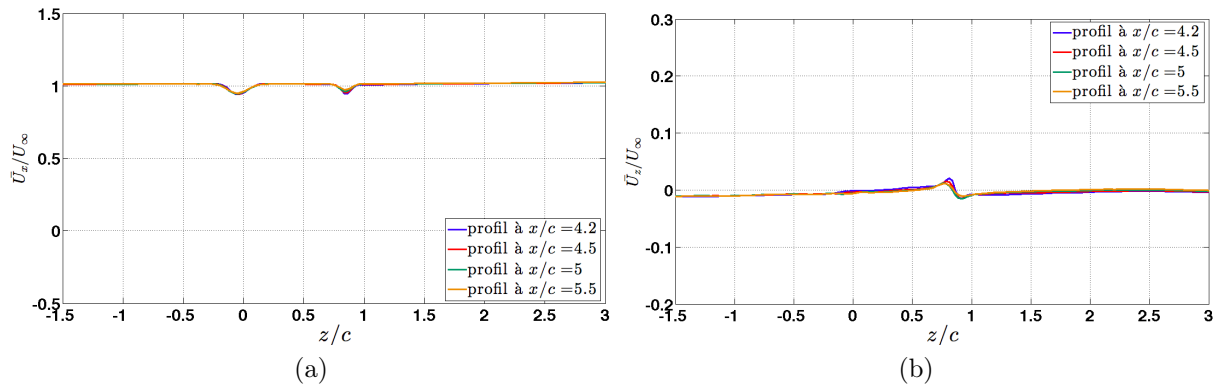 1.5
1
0.5
0
-0.5
-1.5
-1
-0.5
0
0.5
1
1.5
2
2.5
3
z/c
Ū_x/U_∞
profil à x/c =4.2
profil à x/c =4.5
profil à x/c =5
profil à x/c =5.5
(a)
0.3
0.2
0.1
0
-0.1
-0.2
-1.5
-1
-0.5
0
0.5
1
1.5
2
2.5
3
z/c
Ū_z/U_∞
profil à x/c =4.2
profil à x/c =4.5
profil à x/c =5
profil à x/c =5.5
(b)